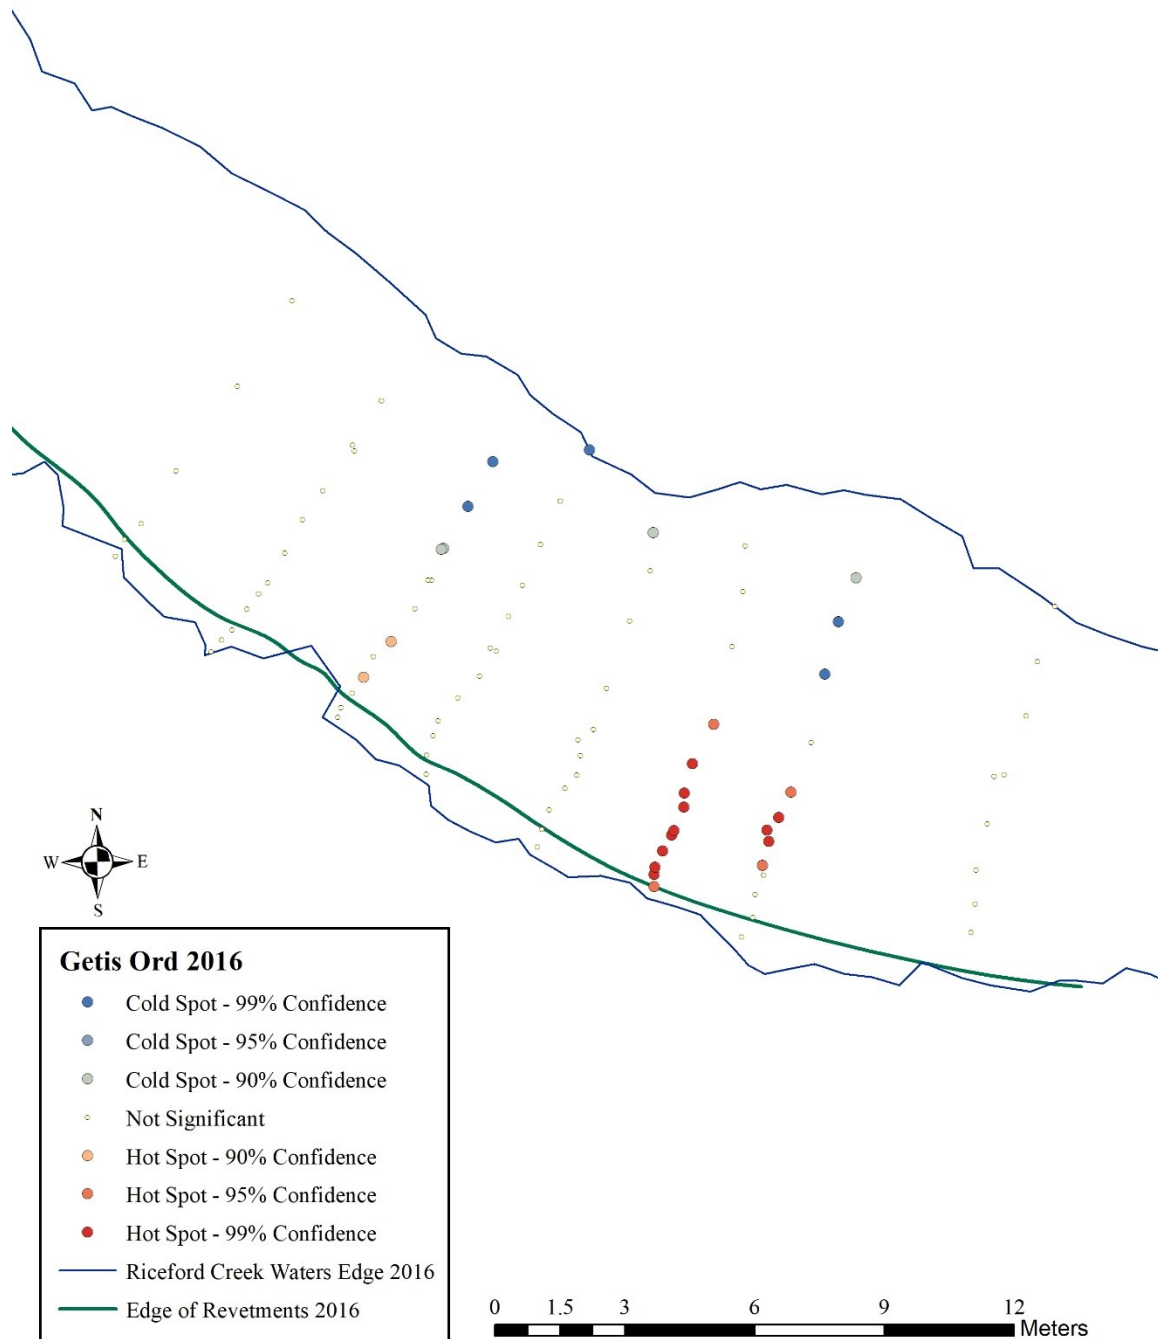 N
W E
S
Getis Ord 2016
Cold Spot - 99% Confidence
Cold Spot - 95% Confidence
Cold Spot - 90% Confidence
Not Significant
Hot Spot - 90% Confidence
Hot Spot - 95% Confidence
Hot Spot - 99% Confidence
Riceford Creek Waters Edge 2016
Edge of Revetments 2016
0 1.5 3 6 9 12
Meters